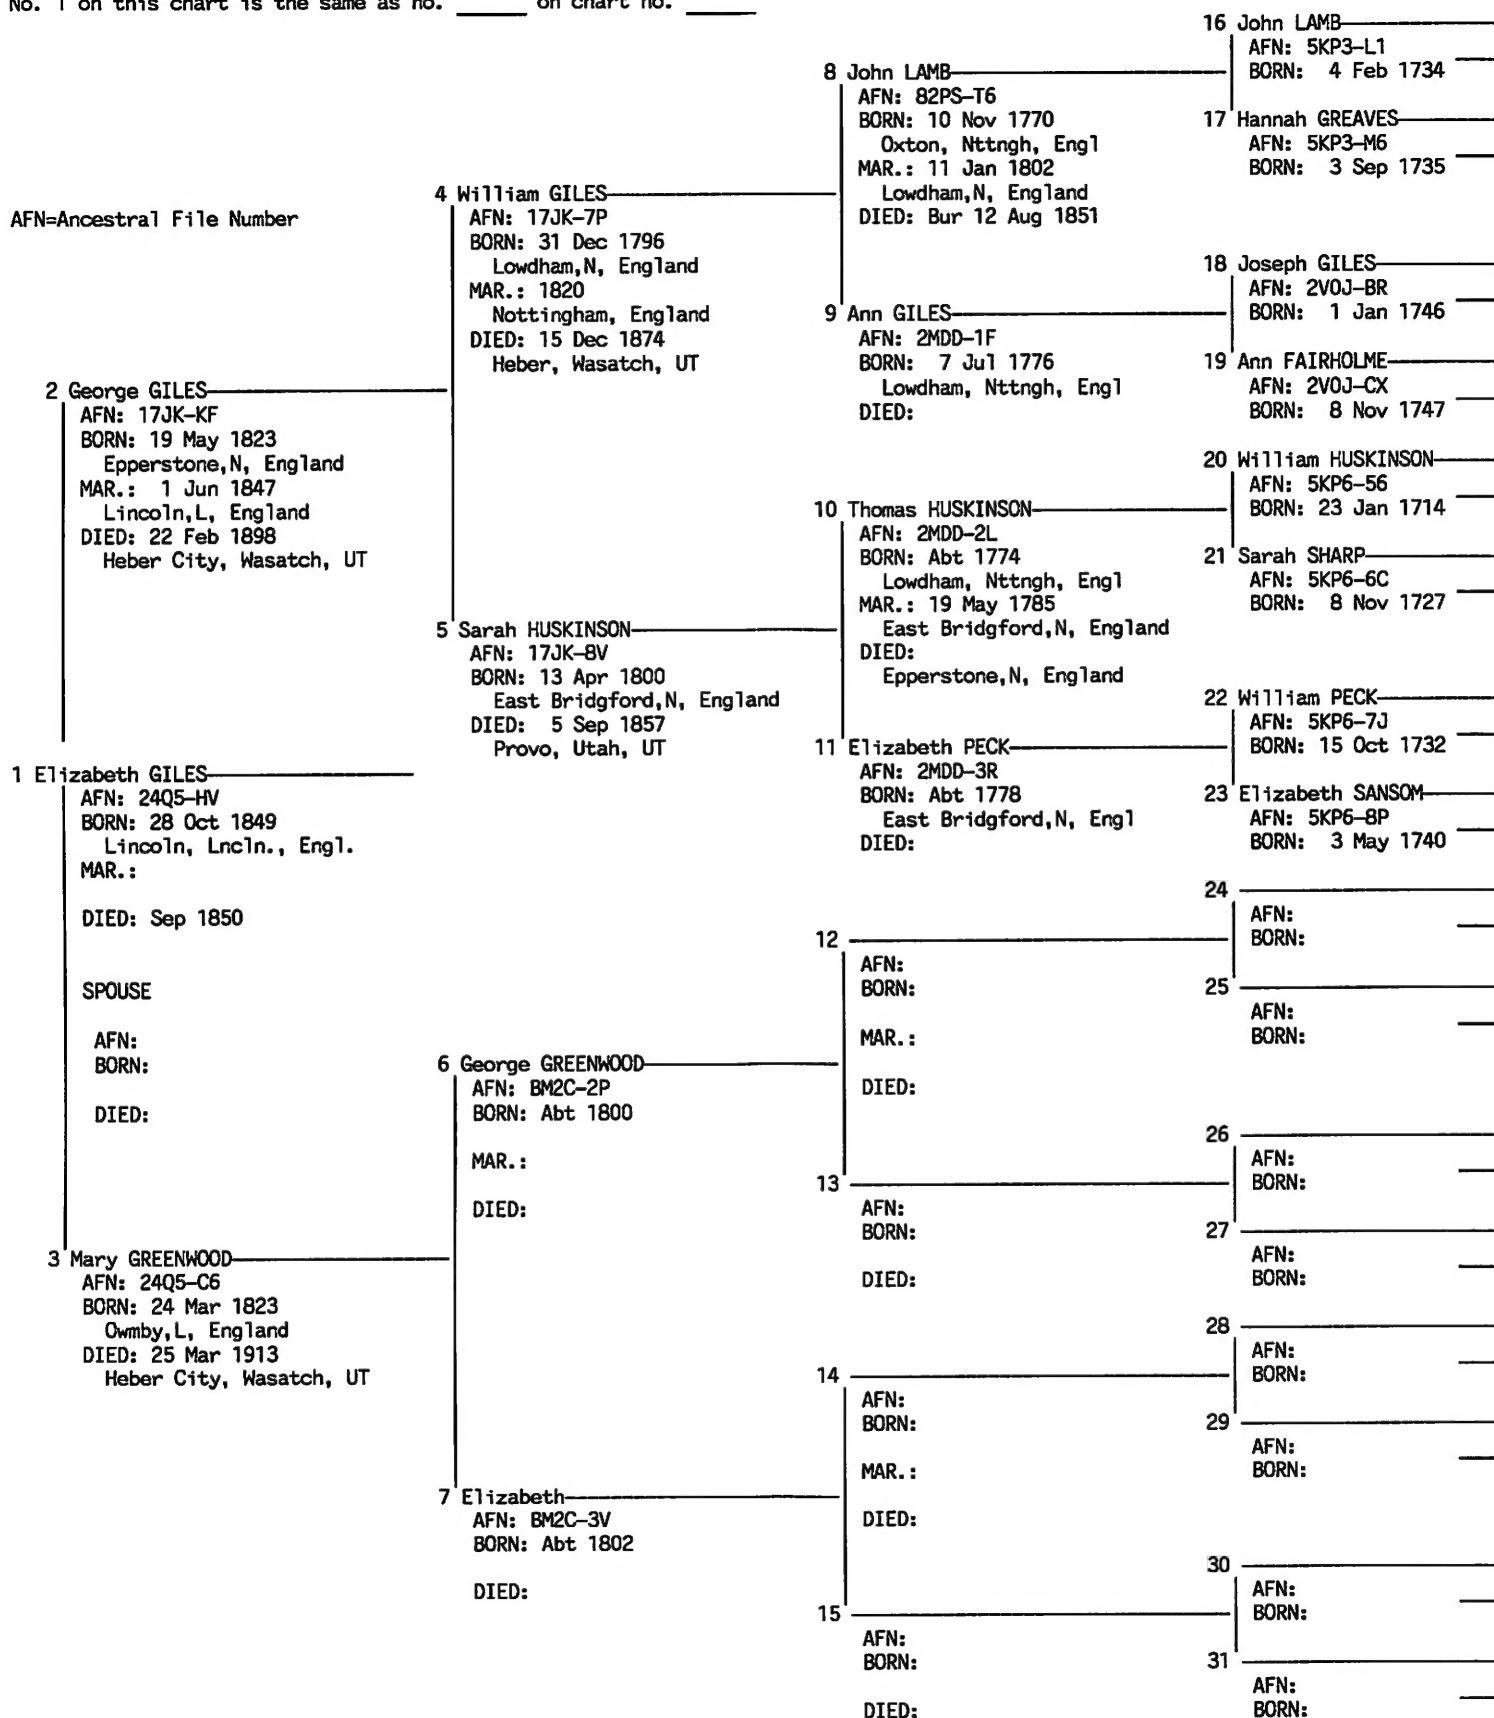 No. 1 on this chart is the same as no. ______ on chart no. ______
AFN=Ancestral File Number
1 Elizabeth GILES
AFN: 24Q5-HV
BORN: 28 Oct 1849
Lincoln, Lncln., Engl.
MAR.:
DIED: Sep 1850
SPOUSE
AFN:
BORN:
DIED:
2 George GILES
AFN: 17JK-KF
BORN: 19 May 1823
Epperstone,N, England
MAR.: 1 Jun 1847
Lincoln,L, England
DIED: 22 Feb 1898
Heber City, Wasatch, UT
3 Mary GREENWOOD
AFN: 24Q5-C6
BORN: 24 Mar 1823
Owmby,L, England
DIED: 25 Mar 1913
Heber City, Wasatch, UT
4 William GILES
AFN: 17JK-7P
BORN: 31 Dec 1796
Lowdham,N, England
MAR.: 1820
Nottingham, England
DIED: 15 Dec 1874
Heber, Wasatch, UT
5 Sarah HUSKINSON
AFN: 17JK-8V
BORN: 13 Apr 1800
East Bridgford,N, England
DIED: 5 Sep 1857
Provo, Utah, UT
6 George GREENWOOD
AFN: BM2C-2P
BORN: Abt 1800
MAR.:
DIED:
7 Elizabeth
AFN: BM2C-3V
BORN: Abt 1802
DIED:
8 John LAMB
AFN: 82PS-T6
BORN: 10 Nov 1770
Oxton, Nttngh, Engl
MAR.: 11 Jan 1802
Lowdham,N, England
DIED: Bur 12 Aug 1851
9 Ann GILES
AFN: 2MDD-1F
BORN: 7 Jul 1776
Lowdham, Nttngh, Engl
DIED:
10 Thomas HUSKINSON
AFN: 2MDD-2L
BORN: Abt 1774
Lowdham, Nttngh, Engl
MAR.: 19 May 1785
East Bridgford,N, England
DIED:
Epperstone,N, England
11 Elizabeth PECK
AFN: 2MDD-3R
BORN: Abt 1778
East Bridgford,N, Engl
DIED:
12
AFN:
BORN:
MAR.:
DIED:
13
AFN:
BORN:
DIED:
14
AFN:
BORN:
MAR.:
DIED:
15
AFN:
BORN:
DIED:
16 John LAMB
AFN: 5KP3-L1
BORN: 4 Feb 1734
17 Hannah GREAVES
AFN: 5KP3-M6
BORN: 3 Sep 1735
18 Joseph GILES
AFN: 2V0J-BR
BORN: 1 Jan 1746
19 Ann FAIRHOLME
AFN: 2V0J-CX
BORN: 8 Nov 1747
20 William HUSKINSON
AFN: 5KP6-56
BORN: 23 Jan 1714
21 Sarah SHARP
AFN: 5KP6-6C
BORN: 8 Nov 1727
22 William PECK
AFN: 5KP6-7J
BORN: 15 Oct 1732
23 Elizabeth SANSOM
AFN: 5KP6-8P
BORN: 3 May 1740
24
AFN:
BORN:
25
AFN:
BORN:
26
AFN:
BORN:
27
AFN:
BORN:
28
AFN:
BORN:
29
AFN:
BORN:
30
AFN:
BORN:
31
AFN:
BORN: